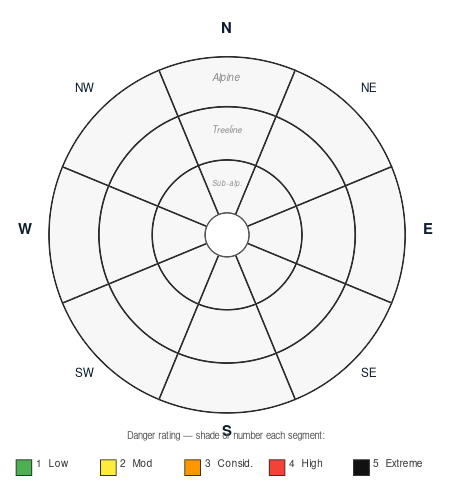 N
Alpine
NW
NE
Treeline
Sub-alp.
W
E
SW
SE
S
Danger rating — shade or number each segment:
1 Low
2 Mod
3 Consid.
4 High
5 Extreme